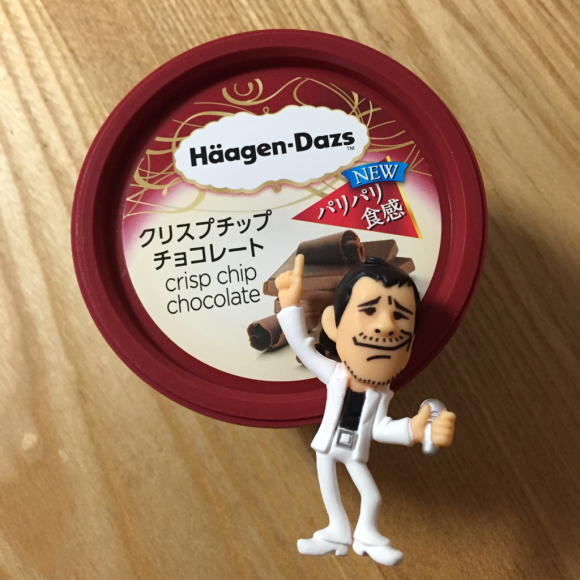 Häagen-Dazs
TM
NEW
パリパリ
食感
クリスプチップ
チョコレート
crisp chip
chocolate